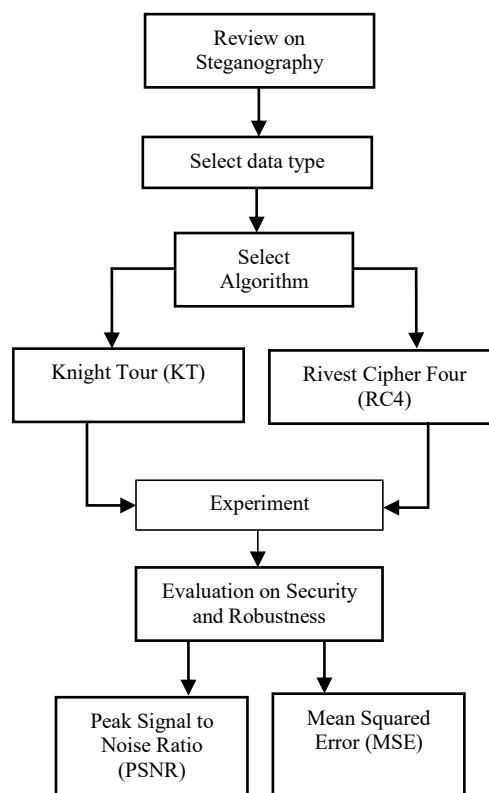 Review on
Steganography
Select data type
Select
Algorithm
Knight Tour (KT)
Rivest Cipher Four
(RC4)
Experiment
Evaluation on Security
and Robustness
Peak Signal to
Noise Ratio
(PSNR)
Mean Squared
Error (MSE)